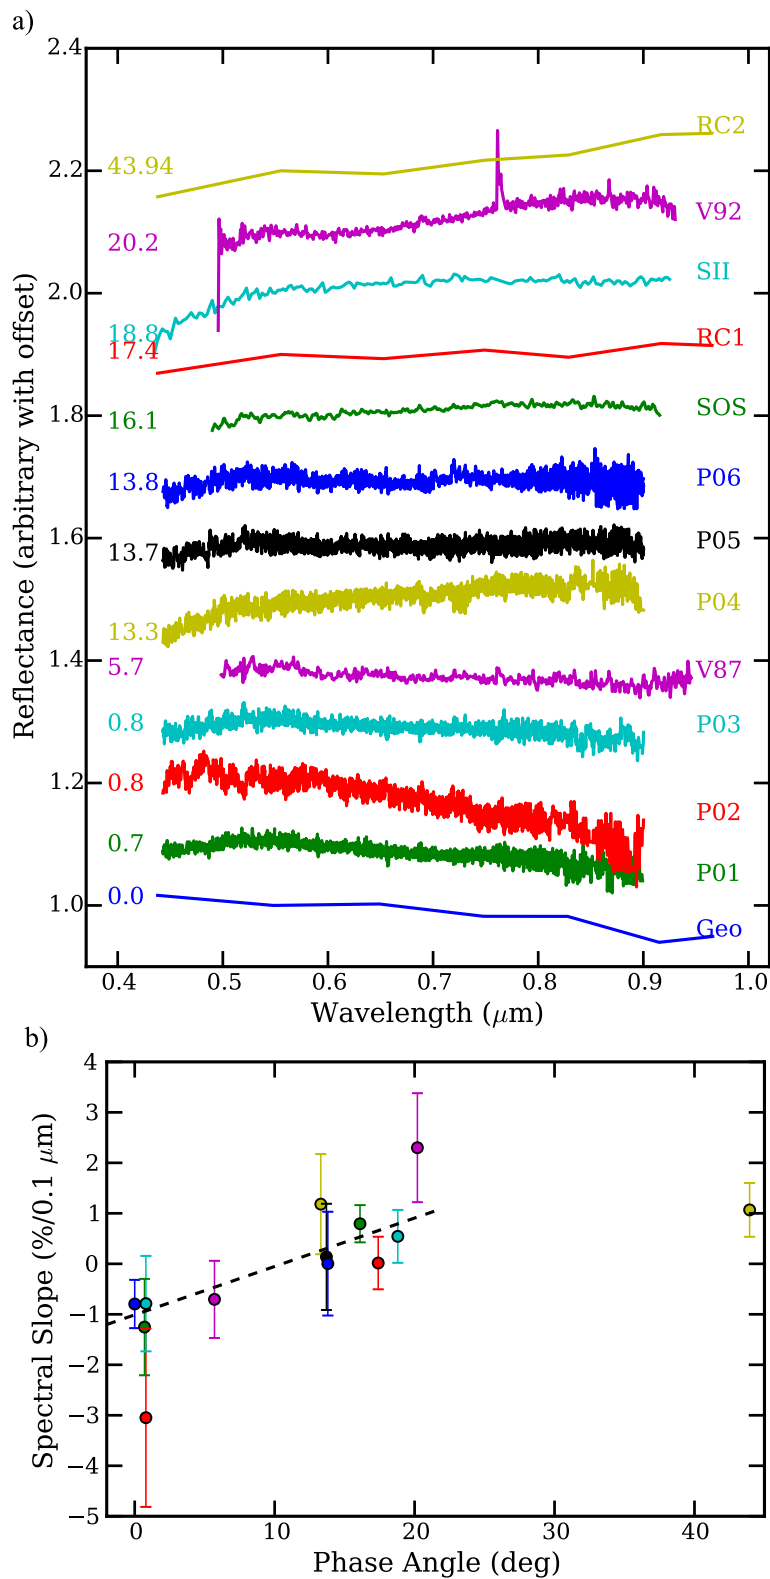 a)
2.4
2.2
2.0
1.8
1.6
1.4
1.2
1.0
Reflectance (arbitrary with offset)
43.94
RC2
20.2
V92
18.8
SII
17.4
RC1
16.1
SOS
13.8
P06
13.7
P05
13.3
P04
5.7
V87
0.8
P03
0.8
P02
0.7
P01
0.0
Geo
0.4 0.5 0.6 0.7 0.8 0.9 1.0
Wavelength (μm)
b)
4
3
2
1
0
−1
−2
−3
−4
−5
Spectral Slope (%/0.1 μm)
0 10 20 30 40
Phase Angle (deg)